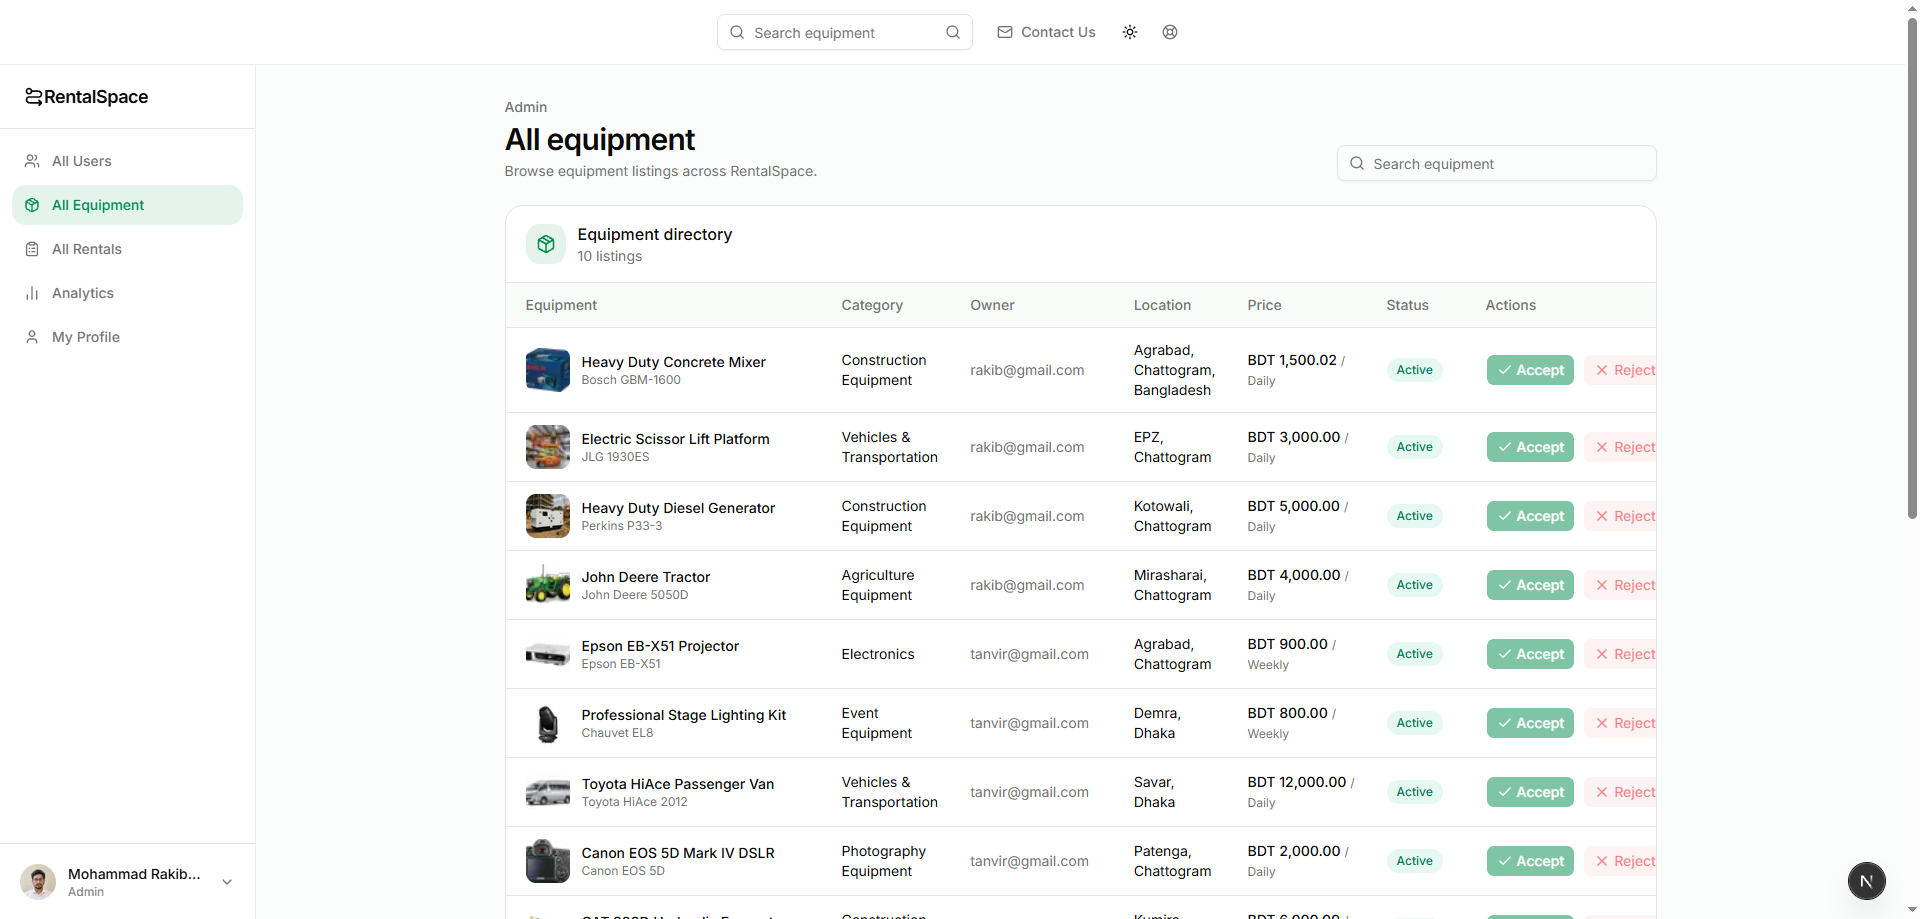 Search equipment
Contact Us
RentalSpace
All Users
All Equipment
All Rentals
Analytics
My Profile
Mohammad Rakib...
Admin
Admin
All equipment
Browse equipment listings across RentalSpace.
Search equipment
Equipment directory
10 listings
Equipment Category Owner Location Price Status Actions
Heavy Duty Concrete Mixer
Bosch GBM-1600
Construction
Equipment
rakib@gmail.com
Agrabad,
Chattogram,
Bangladesh
BDT 1,500.02 /
Daily
Active
Accept
Reject
Electric Scissor Lift Platform
JLG 1930ES
Vehicles &
Transportation
rakib@gmail.com
EPZ,
Chattogram
BDT 3,000.00 /
Daily
Active
Accept
Reject
Heavy Duty Diesel Generator
Perkins P33-3
Construction
Equipment
rakib@gmail.com
Kotowali,
Chattogram
BDT 5,000.00 /
Daily
Active
Accept
Reject
John Deere Tractor
John Deere 5050D
Agriculture
Equipment
rakib@gmail.com
Mirasharai,
Chattogram
BDT 4,000.00 /
Daily
Active
Accept
Reject
Epson EB-X51 Projector
Epson EB-X51
Electronics
tanvir@gmail.com
Agrabad,
Chattogram
BDT 900.00 /
Weekly
Active
Accept
Reject
Professional Stage Lighting Kit
Chauvet EL8
Event
Equipment
tanvir@gmail.com
Demra,
Dhaka
BDT 800.00 /
Weekly
Active
Accept
Reject
Toyota HiAce Passenger Van
Toyota HiAce 2012
Vehicles &
Transportation
tanvir@gmail.com
Savar,
Dhaka
BDT 12,000.00 /
Daily
Active
Accept
Reject
Canon EOS 5D Mark IV DSLR
Canon EOS 5D
Photography
Equipment
tanvir@gmail.com
Patenga,
Chattogram
BDT 2,000.00 /
Daily
Active
Accept
Reject
Construction
N